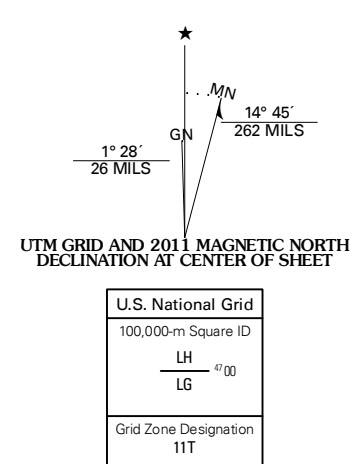 ★
MN
14° 45´
262 MILS
GN
1° 28´
26 MILS
UTM GRID AND 2011 MAGNETIC NORTH
DECLINATION AT CENTER OF SHEET
U.S. National Grid
100,000-m Square ID
LH
4700
LG
Grid Zone Designation
11T